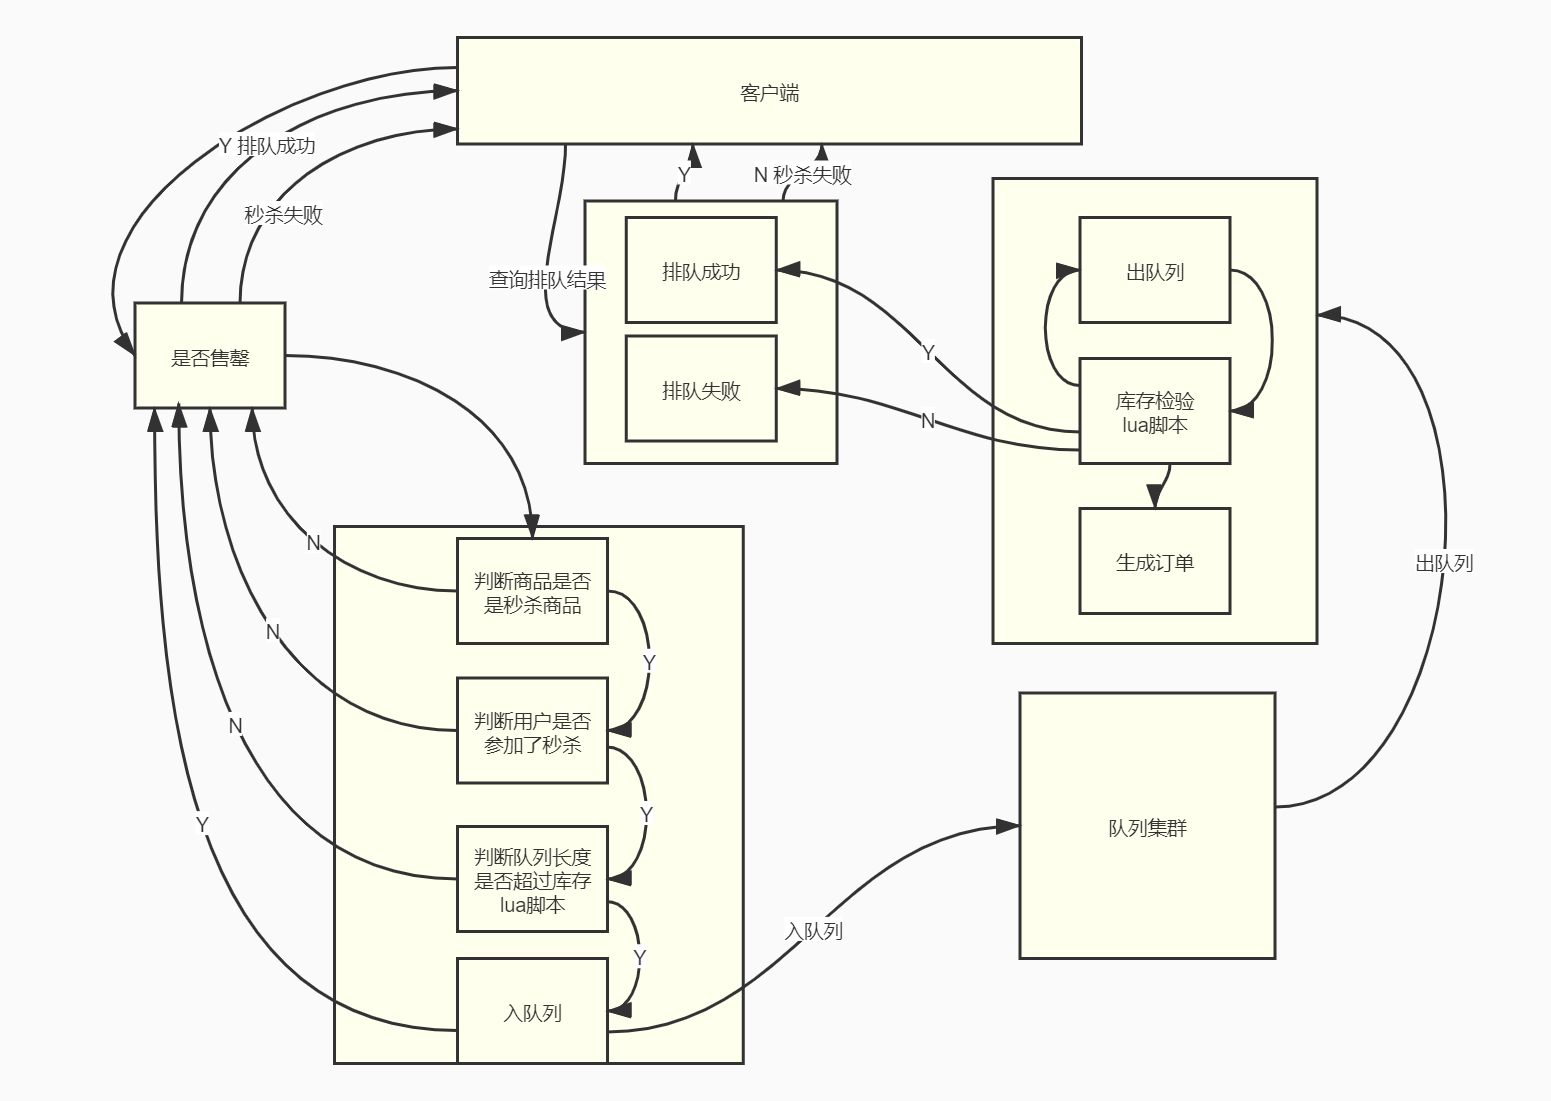 客户端
Y 排队成功
秒杀失败
Y
N 秒杀失败
查询排队结果
排队成功
排队失败
出队列
库存检验
lua脚本
生成订单
Y
N
是否售罄
出队列
N
N
N
Y
判断商品是否
是秒杀商品
Y
判断用户是否
参加了秒杀
Y
判断队列长度
是否超过库存
lua脚本
Y
入队列
入队列
队列集群